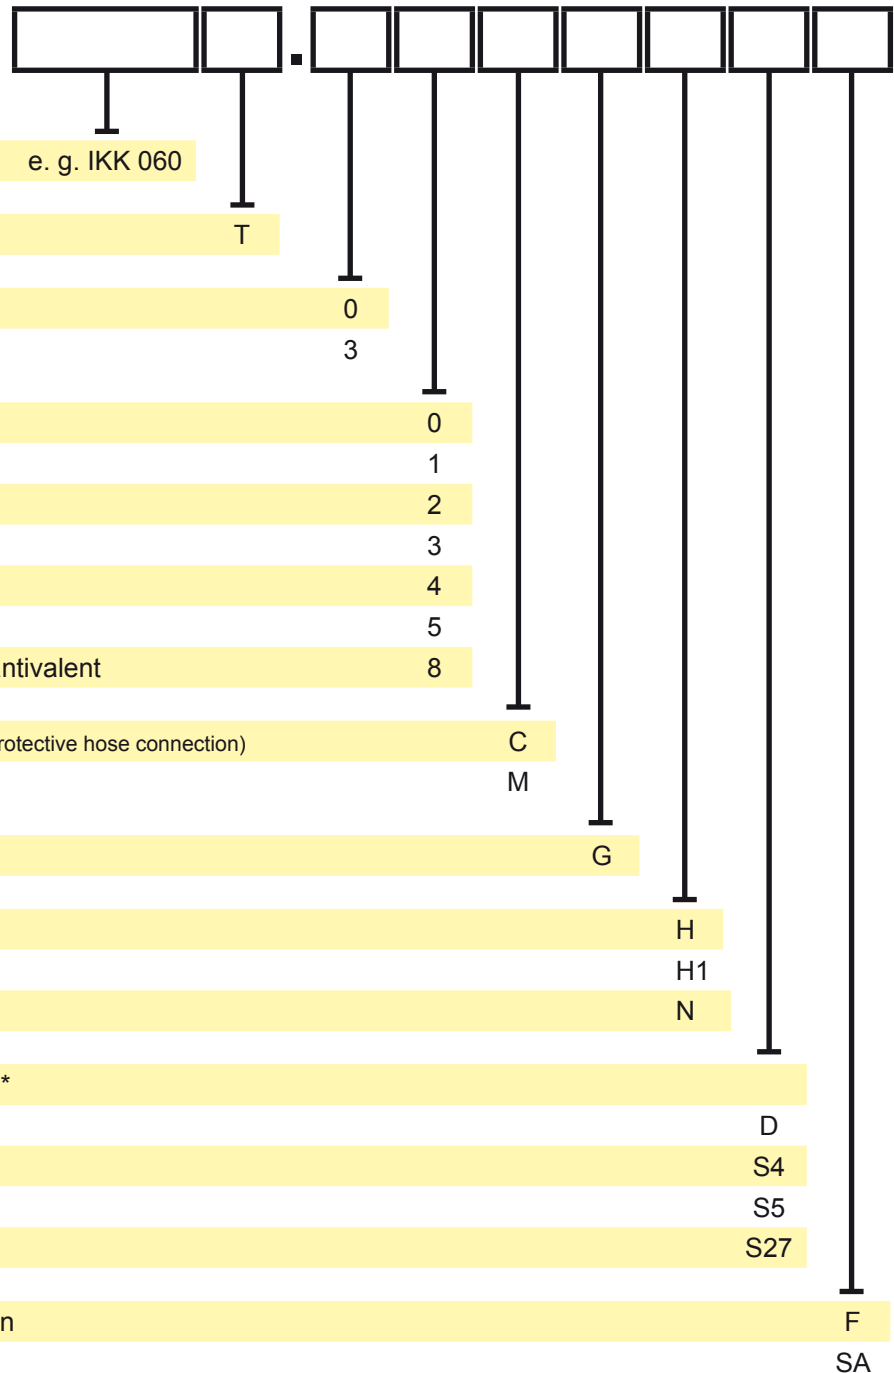 e. g. IKK 060
T
0
3
0
1
2
3
4
5
ntivalent 8
rotective hose connection) C
M
G
H
H1
N
*
D
S4
S5
S27
n F
SA